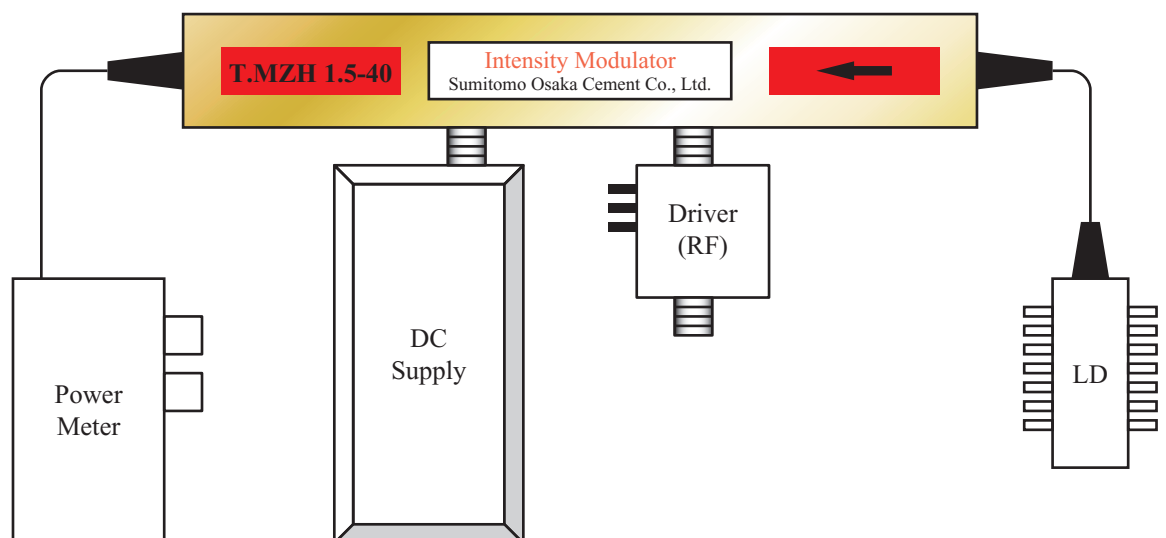 T.MZH 1.5-40
Intensity Modulator
Sumitomo Osaka Cement Co., Ltd.
Driver
(RF)
DC
Supply
LD
Power
Meter